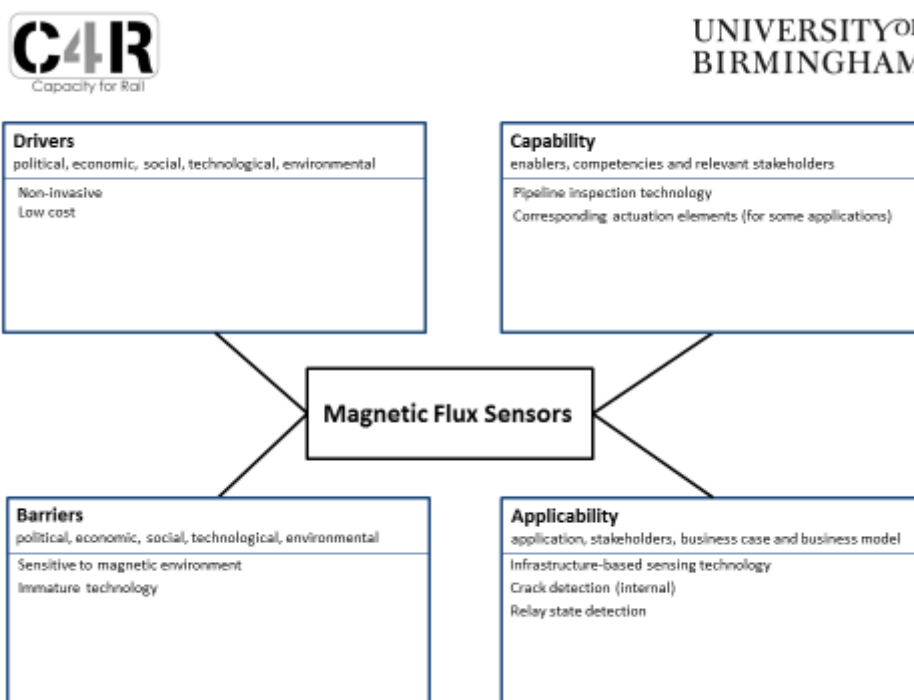 C4R
Capacity for Rail
UNIVERSITY OF
BIRMINGHAM
Drivers
political, economic, social, technological, environmental
Non-invasive
Low cost
Capability
enablers, competencies and relevant stakeholders
Pipeline inspection technology
Corresponding actuation elements (for some applications)
Magnetic Flux Sensors
Barriers
political, economic, social, technological, environmental
Sensitive to magnetic environment
Immature technology
Applicability
application, stakeholders, business case and business model
Infrastructure-based sensing technology
Crack detection (internal)
Relay state detection